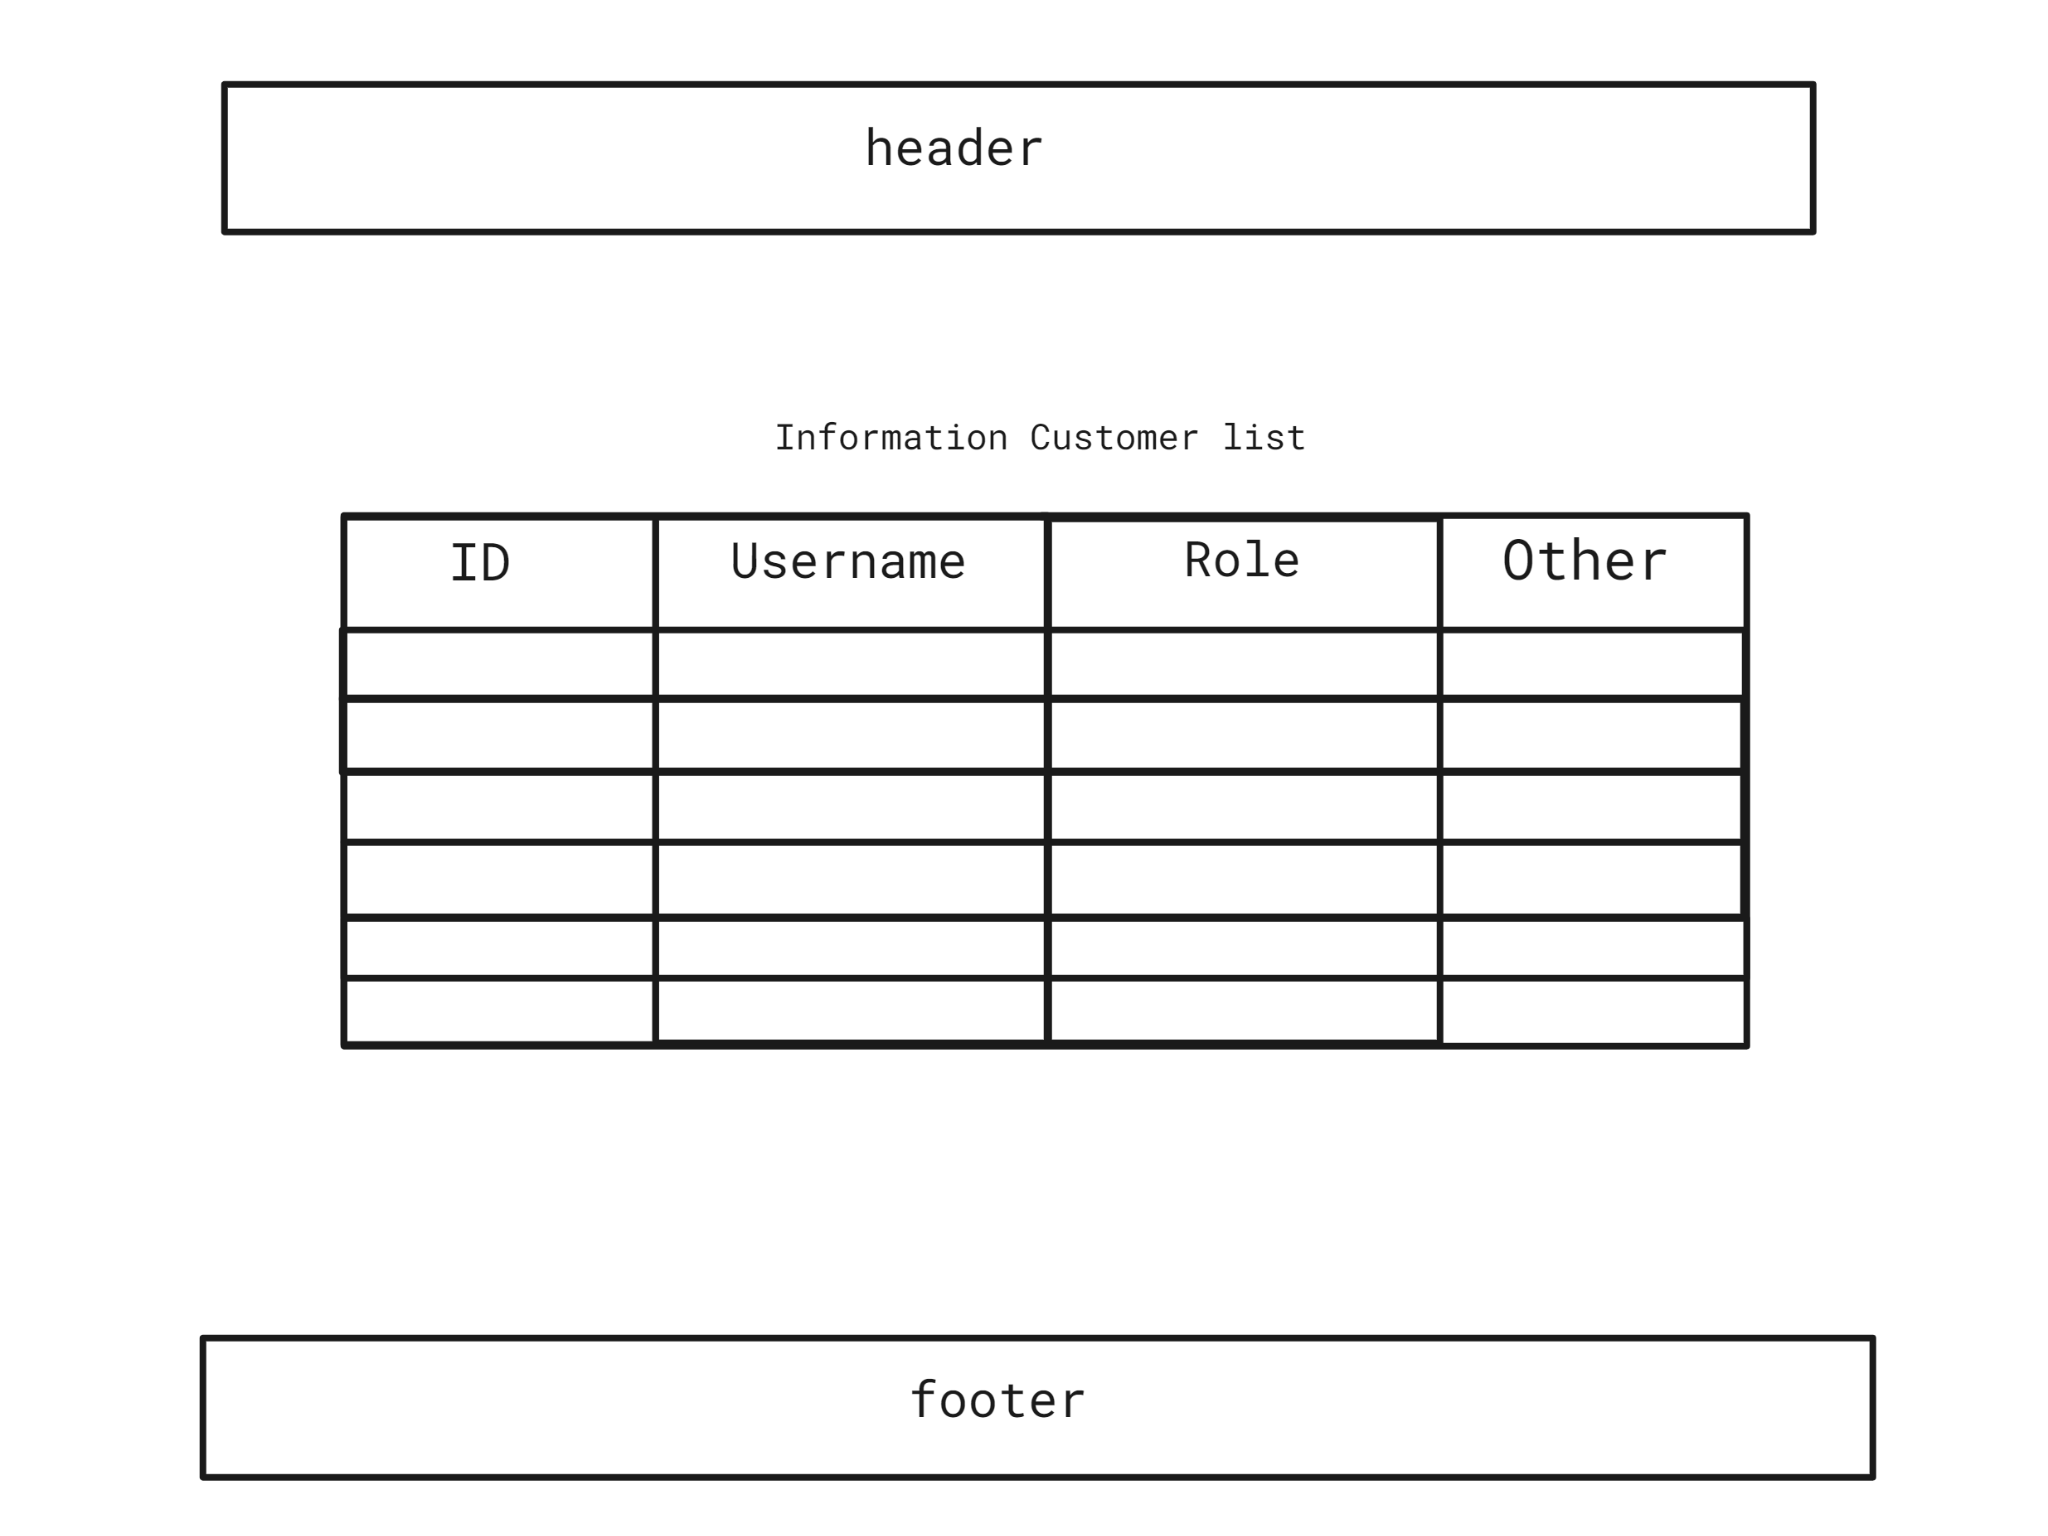 header
Information Customer list
ID Username Role Other
footer